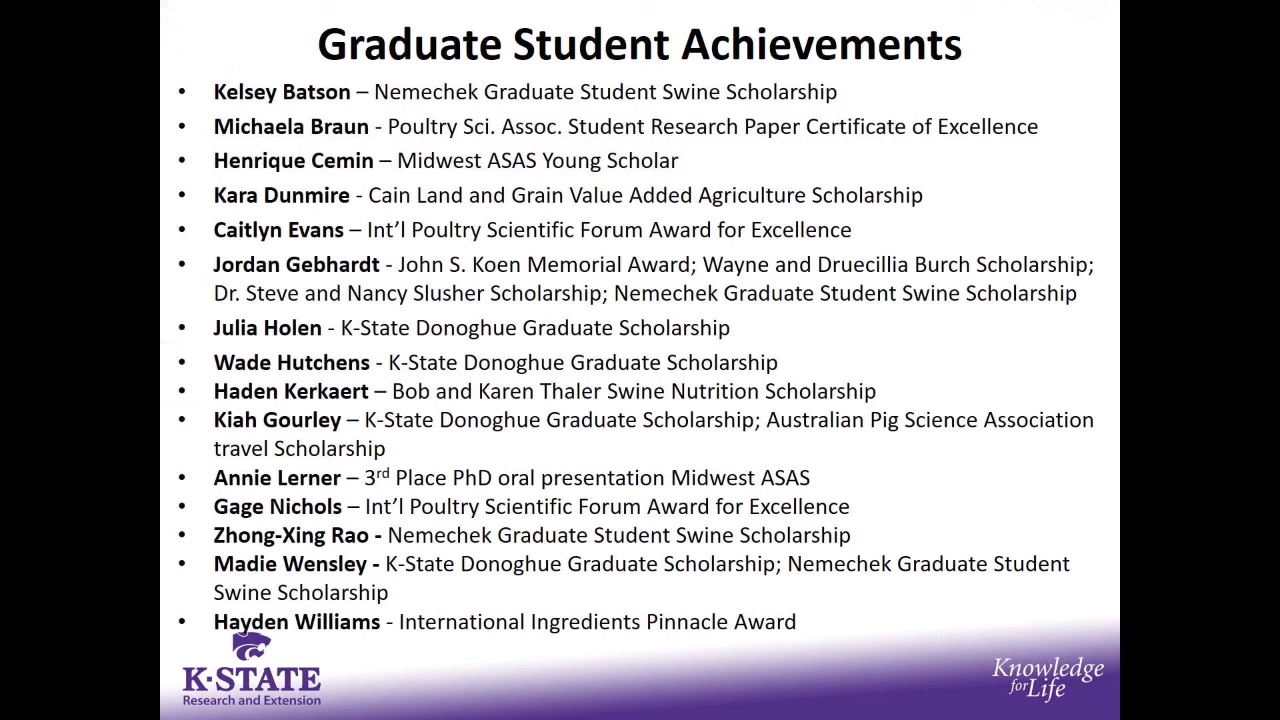 Graduate Student Achievements
• Kelsey Batson – Nemechek Graduate Student Swine Scholarship
• Michaela Braun - Poultry Sci. Assoc. Student Research Paper Certificate of Excellence
• Henrique Cemin – Midwest ASAS Young Scholar
• Kara Dunmire - Cain Land and Grain Value Added Agriculture Scholarship
• Caitlyn Evans – Int’l Poultry Scientific Forum Award for Excellence
• Jordan Gebhardt - John S. Koen Memorial Award; Wayne and Druecillia Burch Scholarship;
Dr. Steve and Nancy Slusher Scholarship; Nemechek Graduate Student Swine Scholarship
• Julia Holen - K-State Donoghue Graduate Scholarship
• Wade Hutchens - K-State Donoghue Graduate Scholarship
• Haden Kerkaert – Bob and Karen Thaler Swine Nutrition Scholarship
• Kiah Gourley – K-State Donoghue Graduate Scholarship; Australian Pig Science Association
travel Scholarship
• Annie Lerner – 3rd Place PhD oral presentation Midwest ASAS
• Gage Nichols – Int’l Poultry Scientific Forum Award for Excellence
• Zhong-Xing Rao - Nemechek Graduate Student Swine Scholarship
• Madie Wensley - K-State Donoghue Graduate Scholarship; Nemechek Graduate Student
Swine Scholarship
• Hayden Williams - International Ingredients Pinnacle Award
K-STATE
Research and Extension
Knowledge
for Life